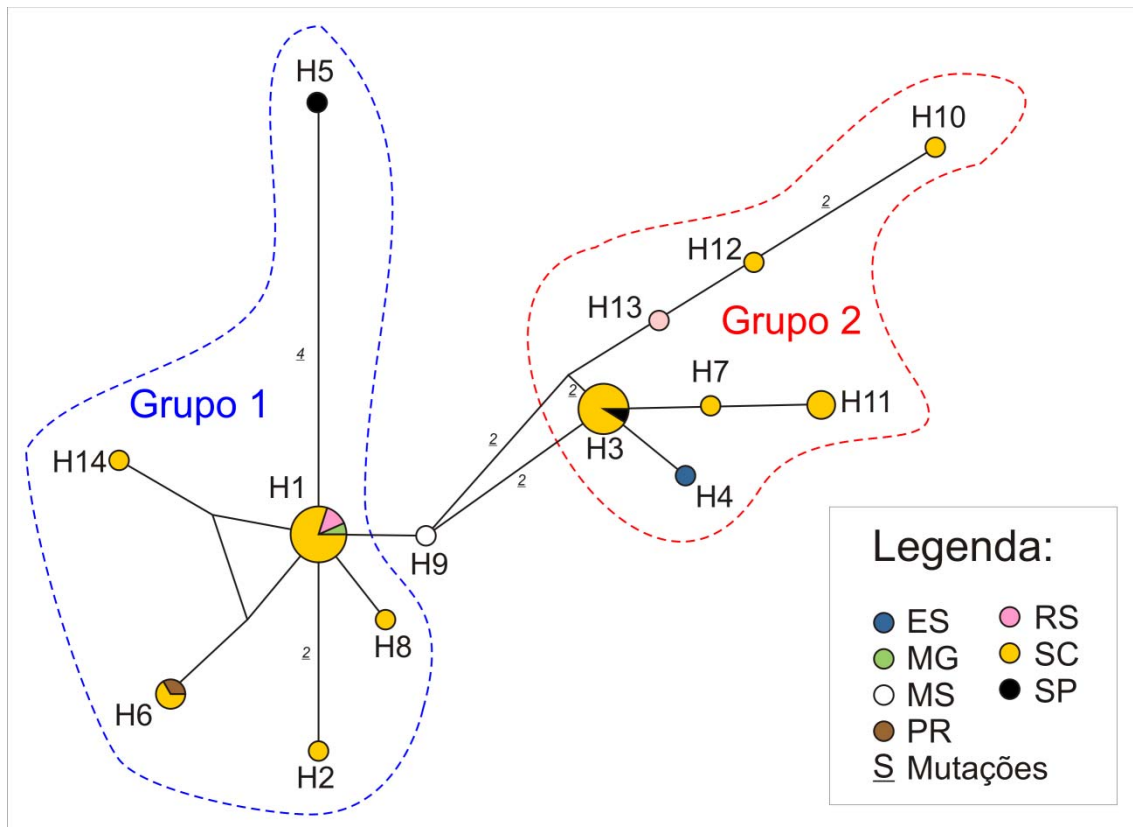 H5
H10
2
H12
H13
Grupo 2
4
H7
2
H11
Grupo 1
H3
2
H14
2
H4
H1
H9
Legenda:
ES RS
MG SC
MS SP
PR
S Mutações
H8
2
H6
H2